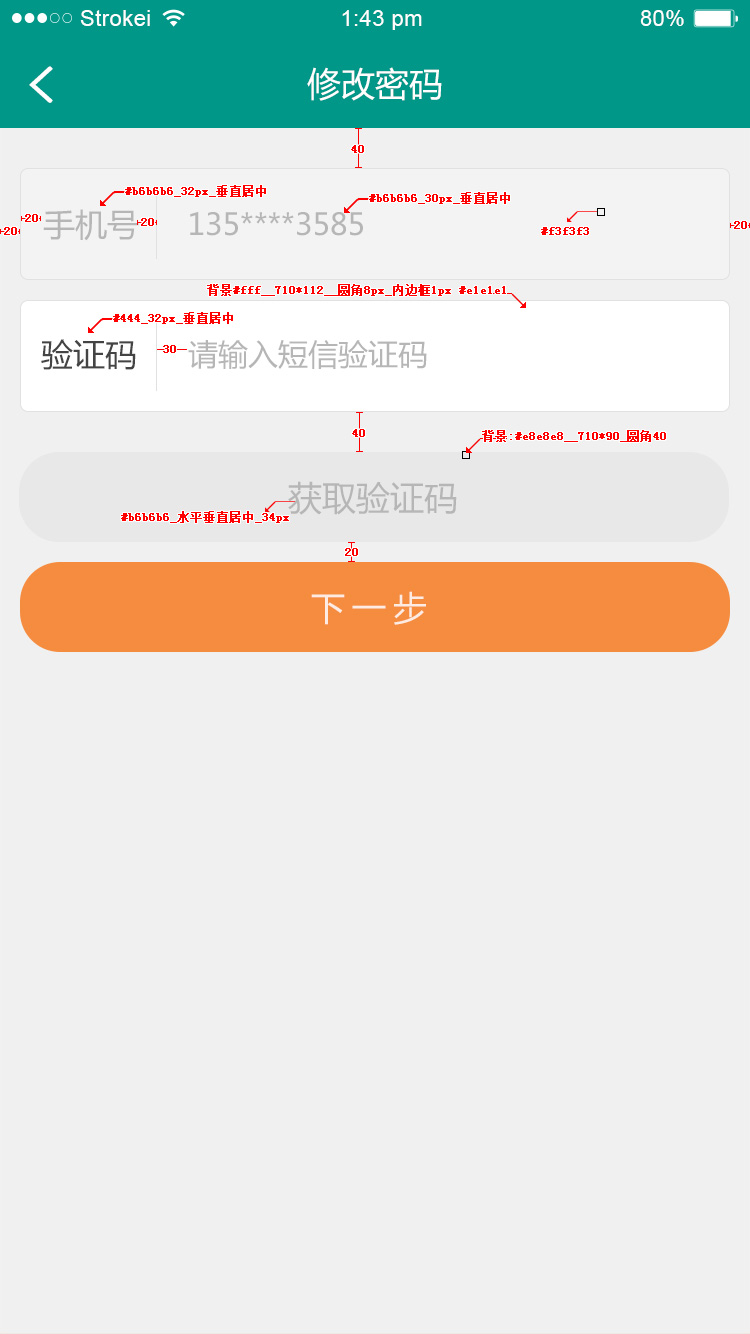 Strokei 1:43 pm 80%
修改密码
40
#b6b6b6_32px_垂直居中
#b6b6b6_30px_垂直居中
20 20 手机号 20 135****3585 #f3f3f3 20
背景#fff__710*112__圆角8px_内边框1px #e1e1e1
#444_32px_垂直居中
验证码 30 请输入短信验证码
40
背景:#e8e8e8__710*90_圆角40
获取验证码
#b6b6b6_水平垂直居中_34px
20
下一步